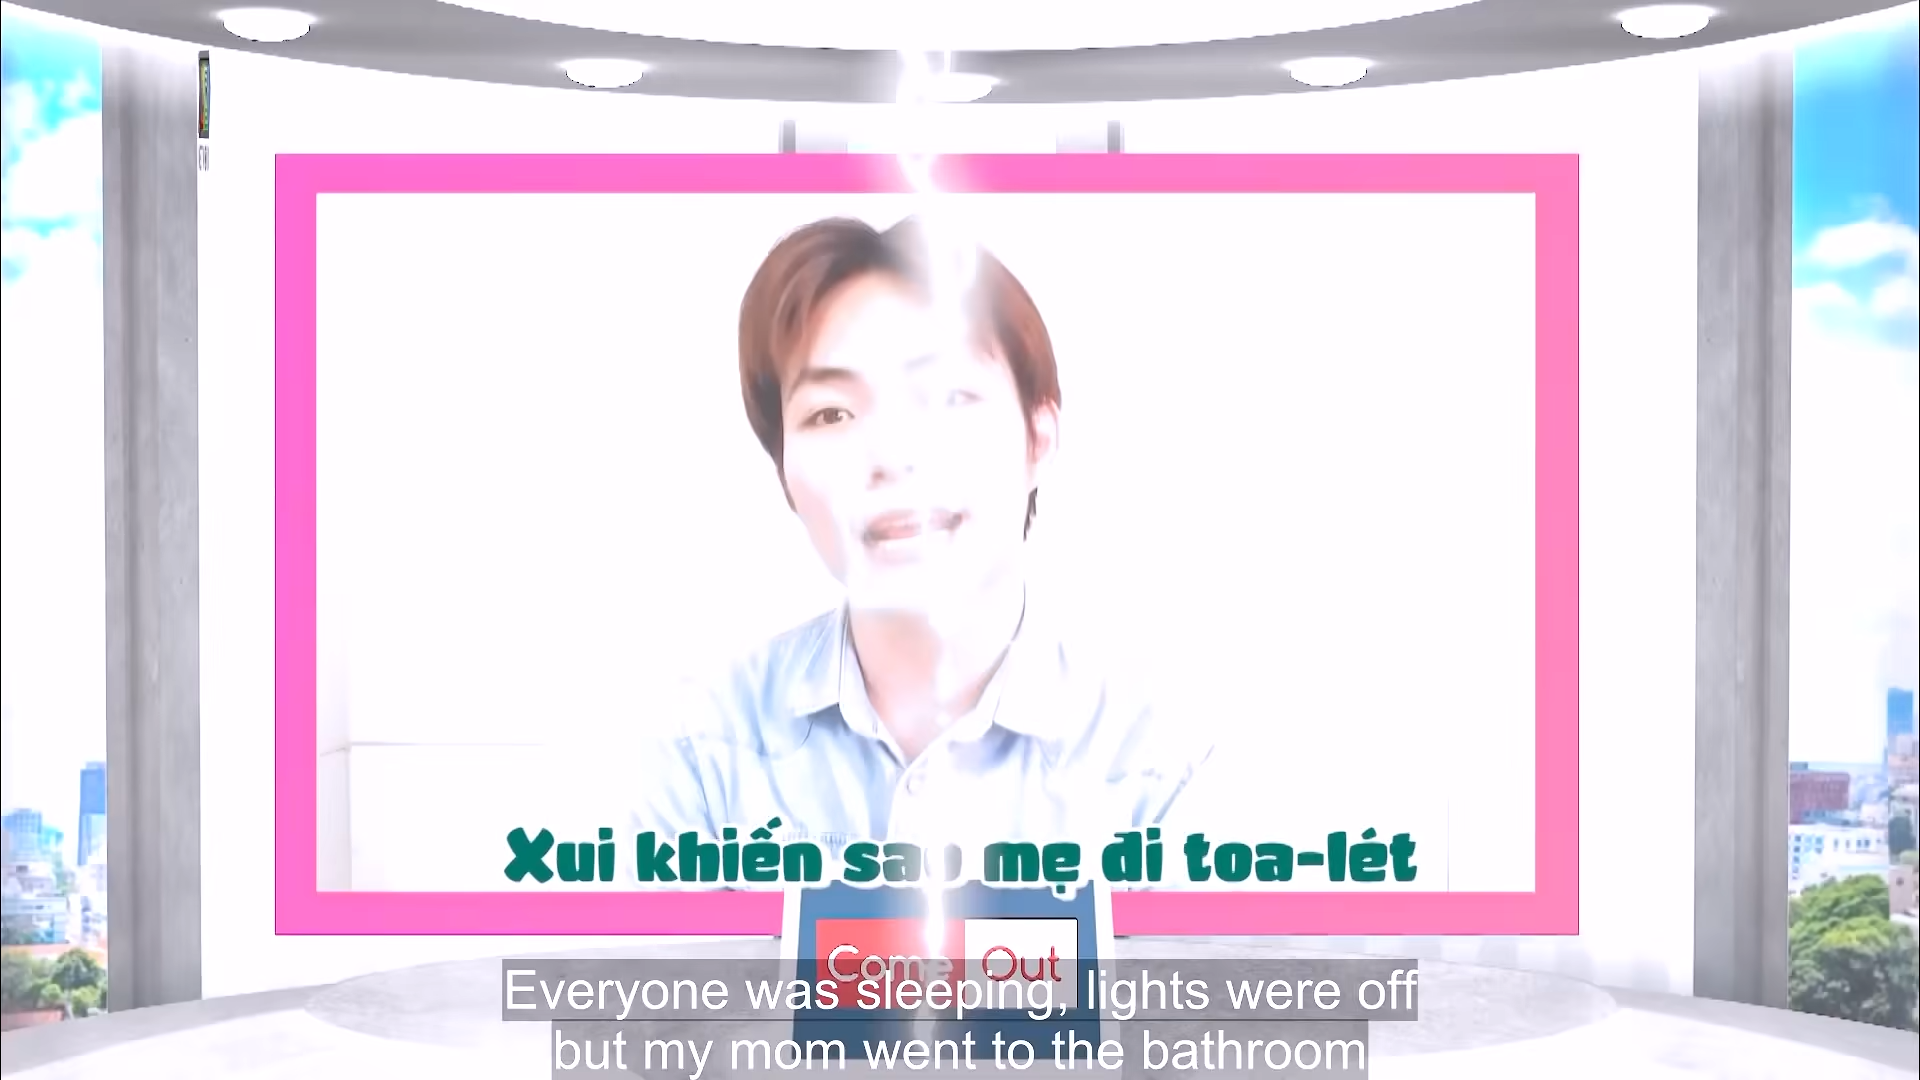 Xui khiến sao mẹ đi toa-lét
Come Out
Everyone was sleeping, lights were off
but my mom went to the bathroom